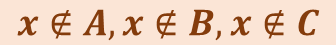 x ∉ A, x ∉ B, x ∉ C